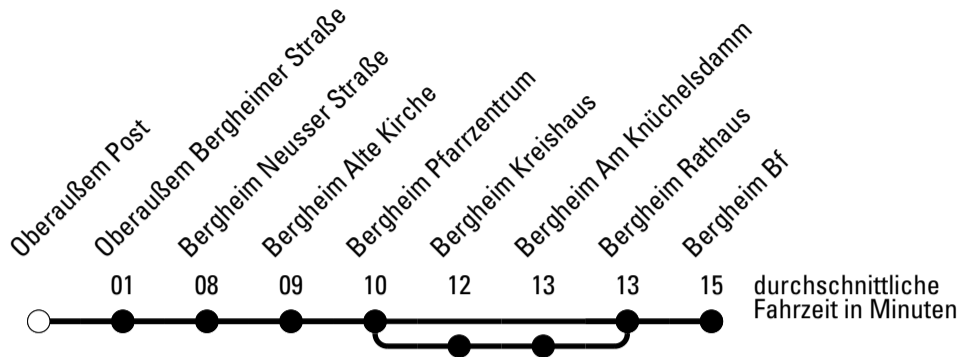 Oberaußem Post
Oberaußem Bergheimer Straße
Bergheim Neusser Straße
Bergheim Alte Kirche
Bergheim Pfarrzentrum
Bergheim Kreishaus
Bergheim Am Knüchelsdamm
Bergheim Rathaus
Bergheim Bf
01 08 09 10 12 13 13 15 durchschnittliche
Fahrzeit in Minuten